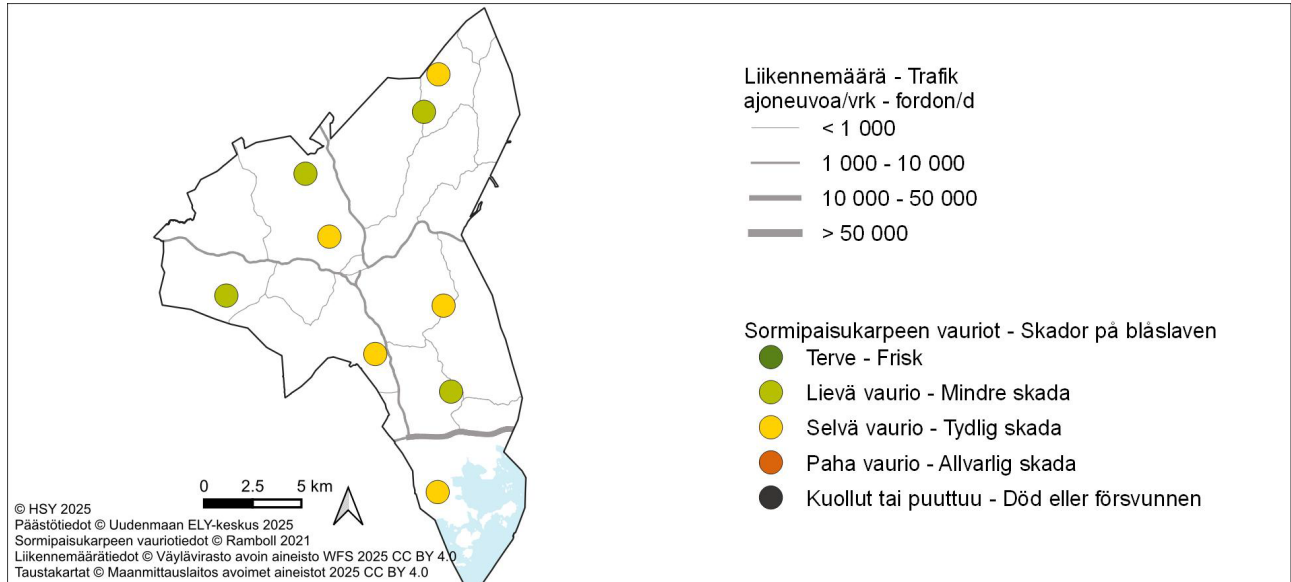 Liikennemäärä - Trafik
ajoneuvoa/vrk - fordon/d
< 1 000
1 000 - 10 000
10 000 - 50 000
> 50 000
Sormipaisukarpeen vauriot - Skador på blåslaven
Terve - Frisk
Lievä vaurio - Mindre skada
Selvä vaurio - Tydlig skada
Paha vaurio - Allvarlig skada
Kuollut tai puuttuu - Död eller försvunnen
0 2.5 5 km
© HSY 2025
Päästötiedot © Uudenmaan ELY-keskus 2025
Sormipaisukarpeen vauriotiedot © Ramboll 2021
Liikennemäärätiedot © Väylävirasto avoin aineisto WFS 2025 CC BY 4.0
Taustakartat © Maanmittauslaitos avoimet aineistot 2025 CC BY 4.0